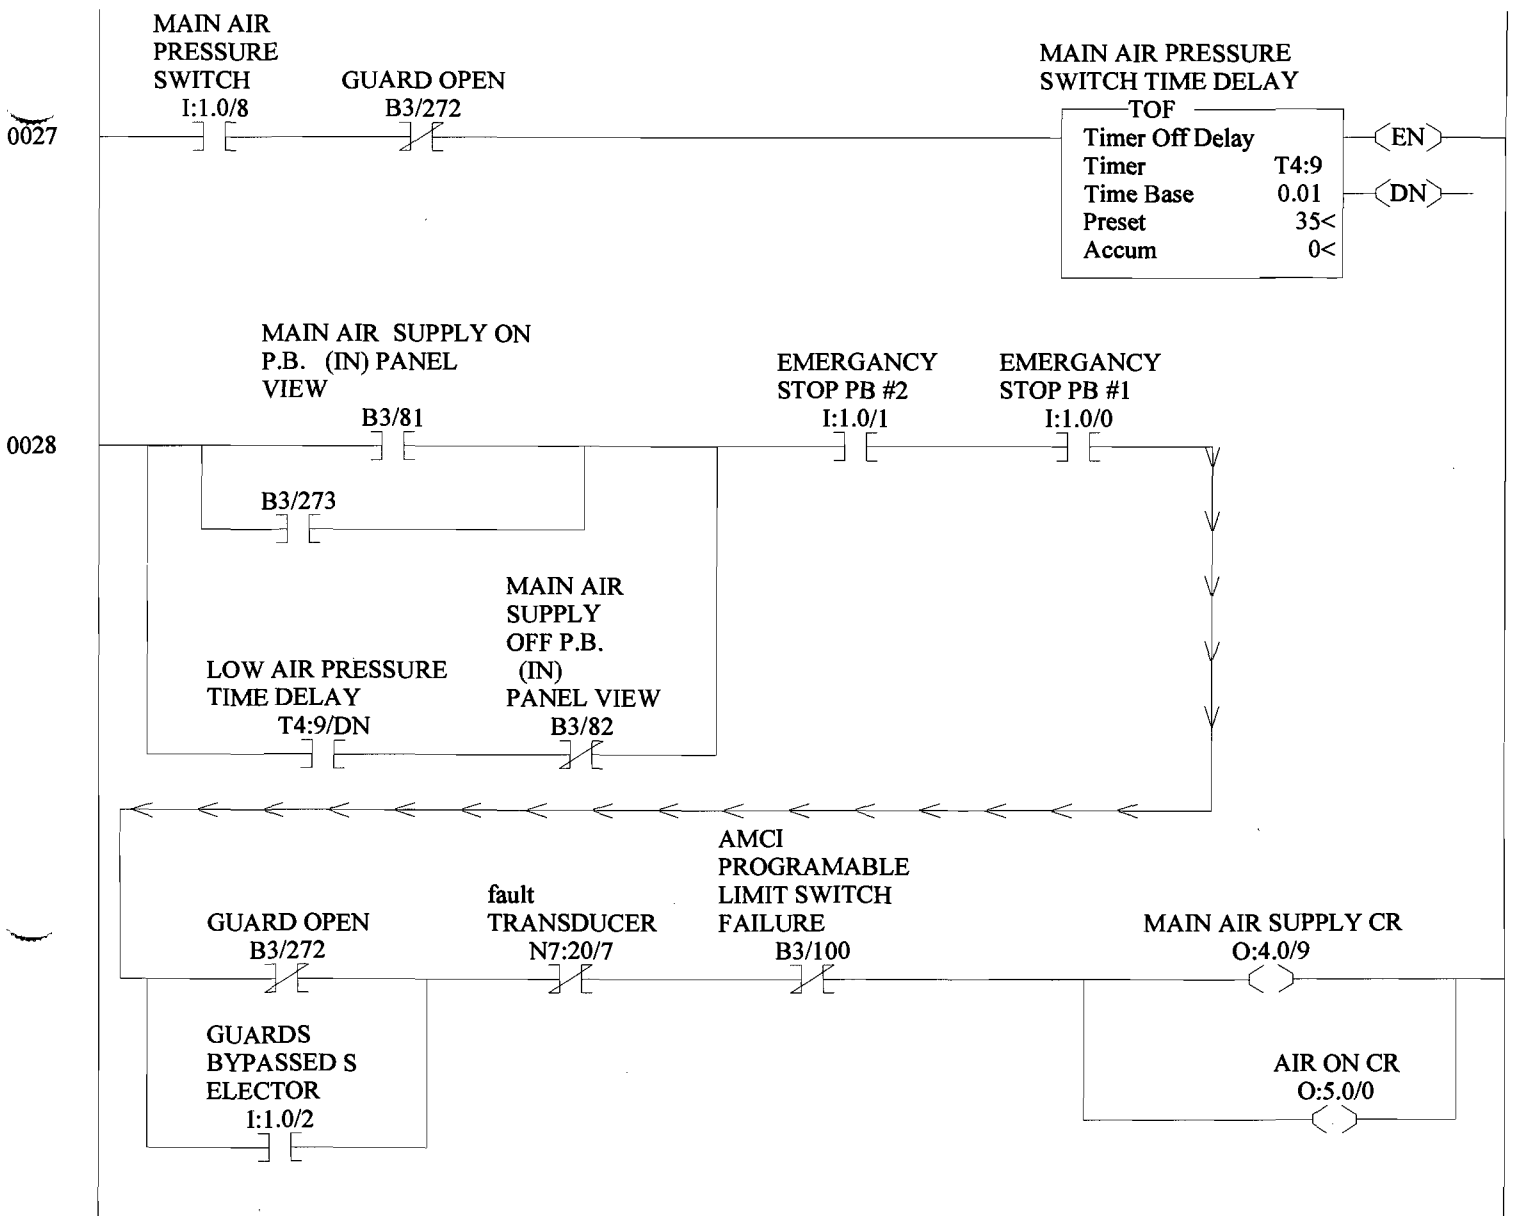 MAIN AIR
PRESSURE
SWITCH
I:1.0/8
GUARD OPEN
B3/272
MAIN AIR PRESSURE
SWITCH TIME DELAY
TOF
0027
Timer Off Delay
Timer T4:9
Time Base 0.01
Preset 35<
Accum 0<
EN
DN
MAIN AIR SUPPLY ON
P.B. (IN) PANEL
VIEW
B3/81
EMERGANCY
STOP PB #2
I:1.0/1
EMERGANCY
STOP PB #1
I:1.0/0
0028
B3/273
LOW AIR PRESSURE
TIME DELAY
T4:9/DN
MAIN AIR
SUPPLY
OFF P.B.
(IN)
PANEL VIEW
B3/82
GUARD OPEN
B3/272
fault
TRANSDUCER
N7:20/7
AMCI
PROGRAMABLE
LIMIT SWITCH
FAILURE
B3/100
MAIN AIR SUPPLY CR
O:4.0/9
GUARDS
BYPASSED S
ELECTOR
I:1.0/2
AIR ON CR
O:5.0/0